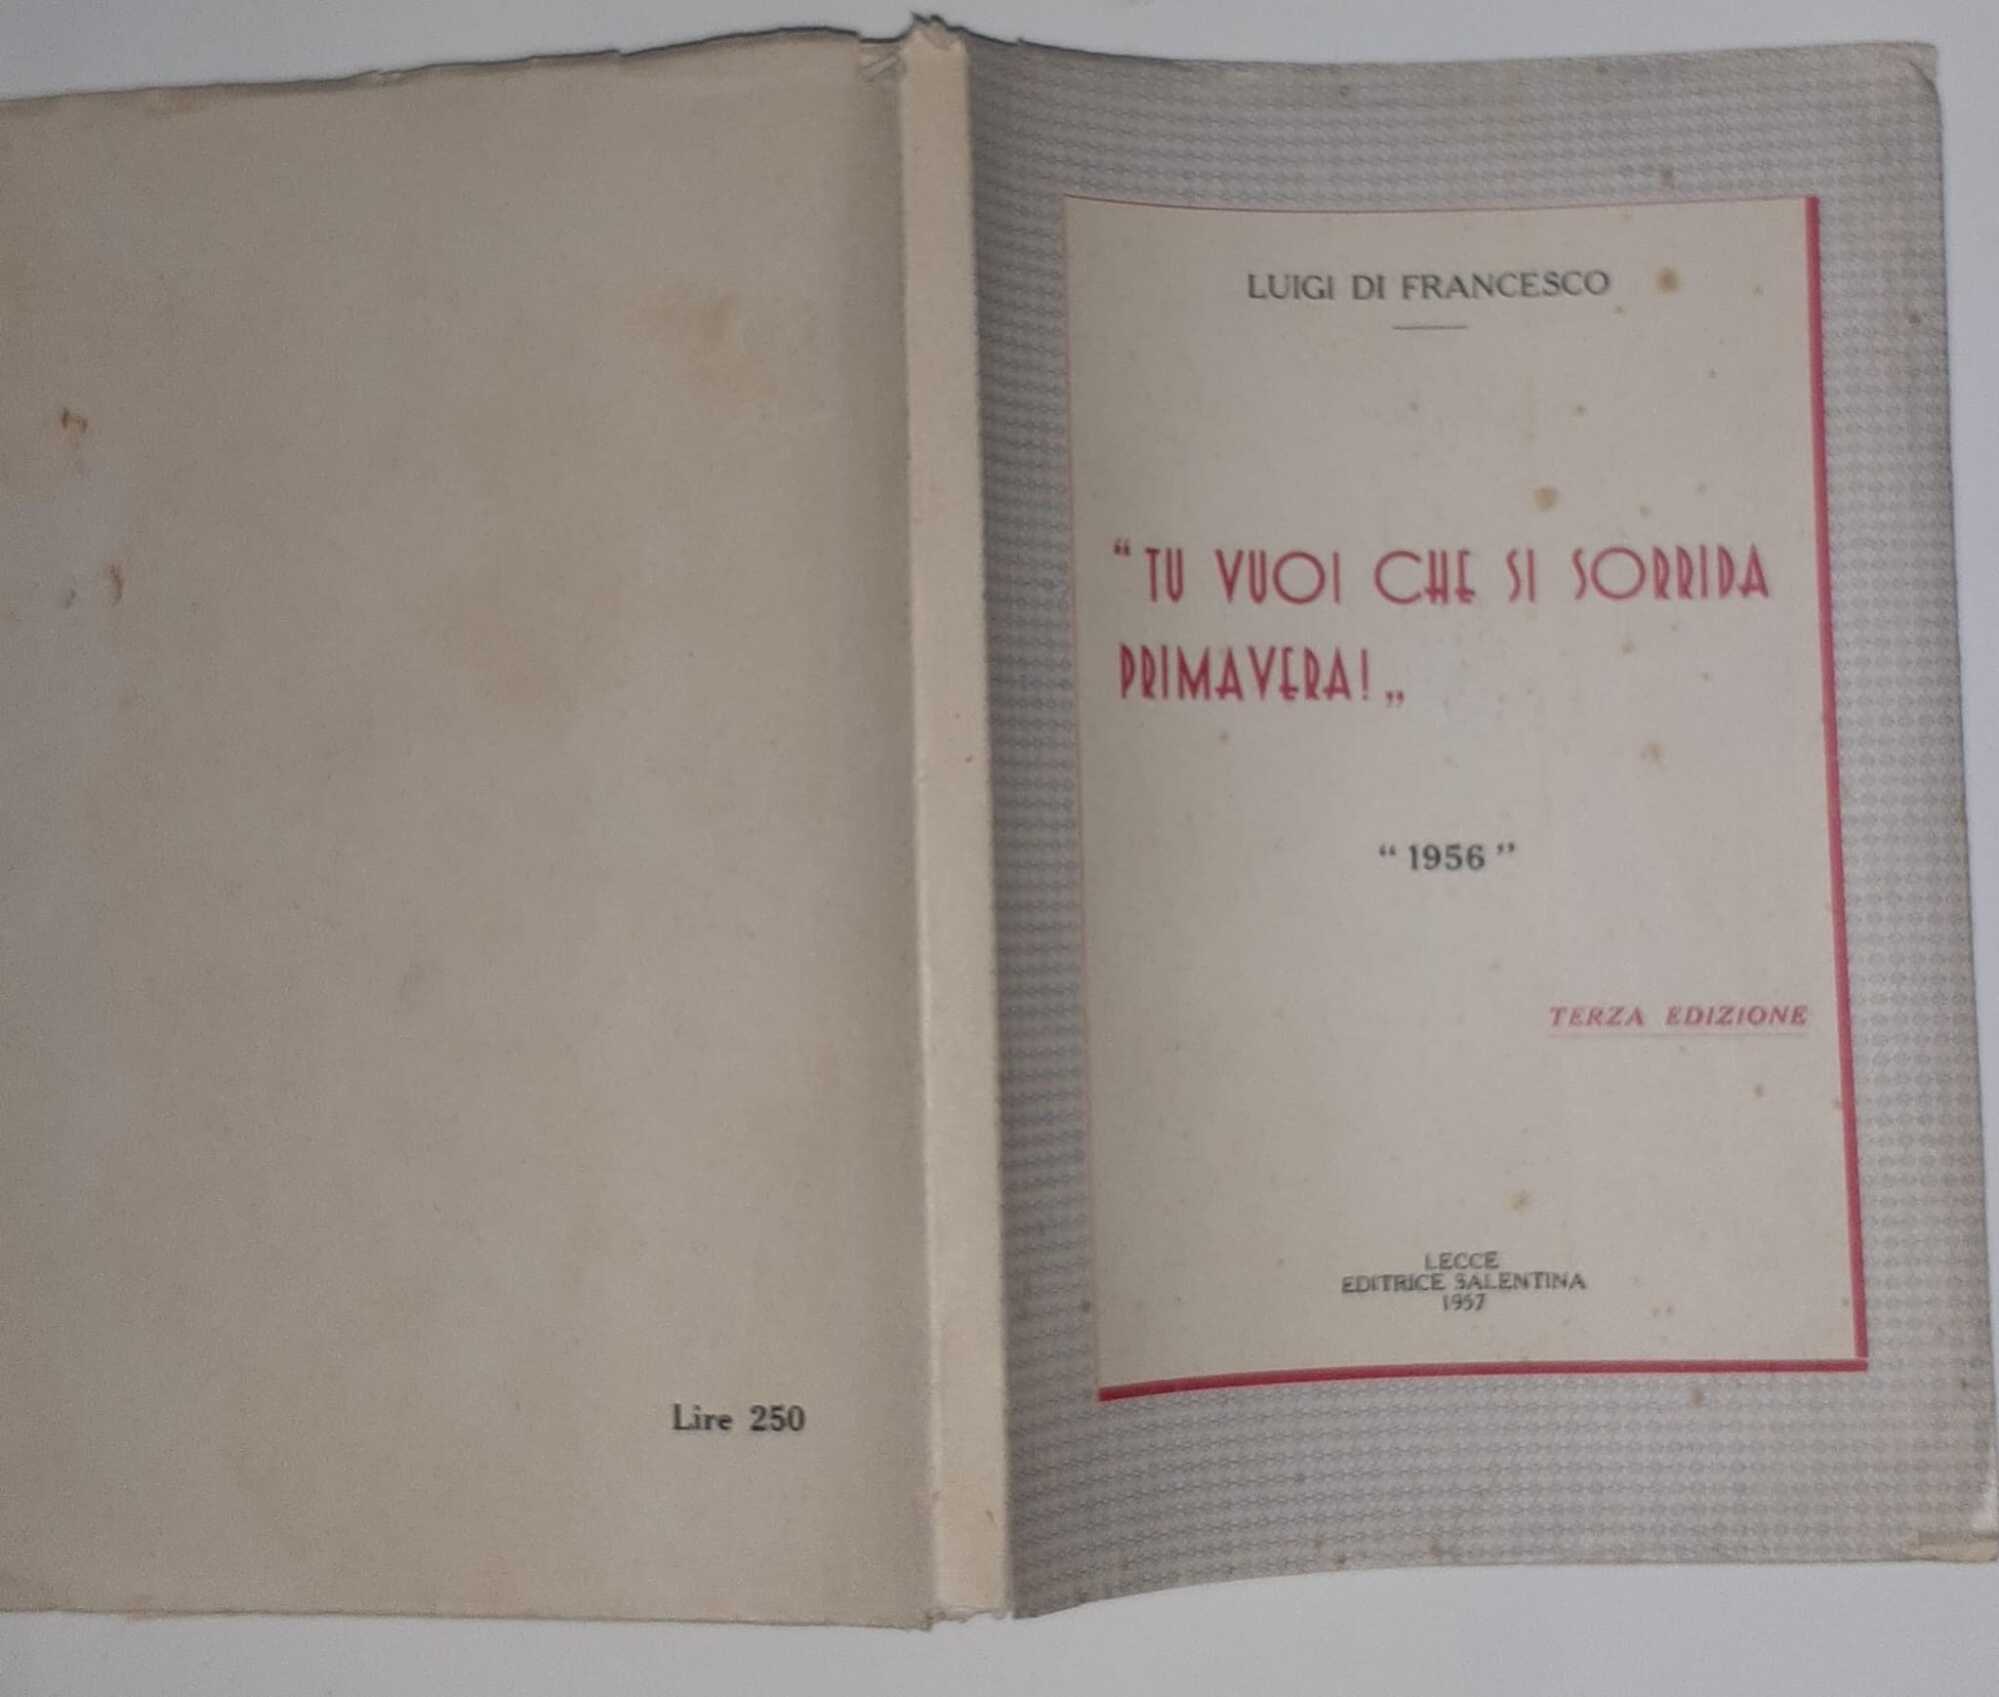 LUIGI DI FRANCESCO
“TU VUOI CHE SI SORRIDA
PRIMAVERA!„
“1956”
TERZA EDIZIONE
LECCE
EDITRICE SALENTINA
1957
Lire 250